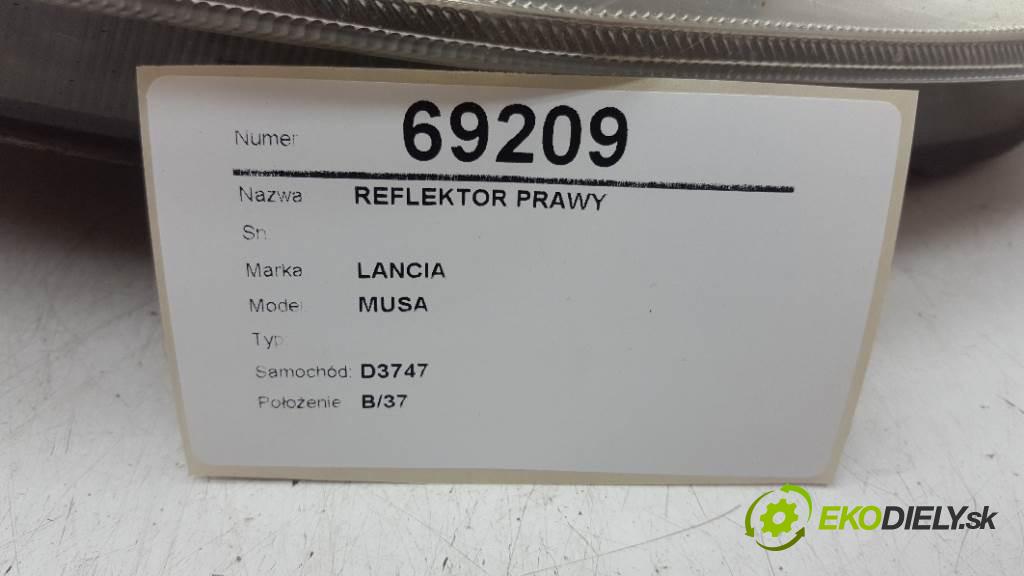 Numer 69209
Nazwa REFLEKTOR PRAWY
Sn
Marka LANCIA
Model MUSA
Typ
Samochód: D3747
Położenie B/37
EKODIELY.sk